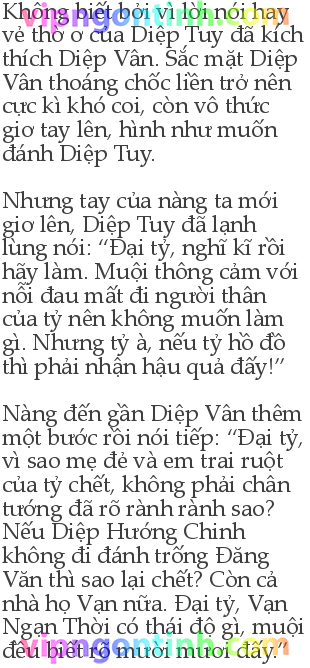 Không biết bởi vì lời nói hay
vẻ thờ ơ của Diệp Tuy đã kích
thích Diệp Vân. Sắc mặt Diệp
Vân thoáng chốc liền trở nên
cực kì khó coi, còn vô thức
giơ tay lên, hình như muốn
đánh Diệp Tuy.

Nhưng tay của nàng ta mới
giơ lên, Diệp Tuy đã lạnh
lùng nói: “Đại tỷ, nghĩ kĩ rồi
hãy làm. Muội thông cảm với
nỗi đau mất đi người thân
của tỷ nên không muốn làm
gì. Nhưng tỷ à, nếu tỷ hồ đồ
thì phải nhận hậu quả đấy!”

Nàng đến gần Diệp Vân thêm
một bước rồi nói tiếp: “Đại tỷ,
vì sao mẹ đẻ và em trai ruột
của tỷ chết, không phải chân
tướng đã rõ rành rành sao?
Nếu Diệp Hướng Chinh
không đi đánh trống Đăng
Văn thì sao lại chết? Còn cả
nhà họ Vạn nữa. Đại tỷ, Vạn
Ngạn Thời có thái độ gì, muội
đều biết rõ mười mươi đấy.”
vipngontinh.com
vipngontinh.com